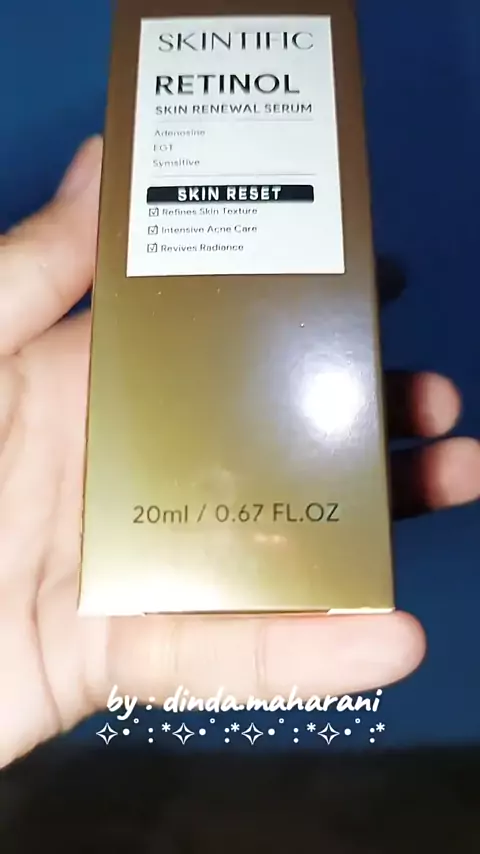 SKINTIFIC
RETINOL
SKIN RENEWAL SERUM
Adenosine
EGT
Symsitive
SKIN RESET
Refines Skin Texture
Intensive Acne Care
Revives Radiance
20ml / 0.67 FL.OZ
by : dinda.maharani